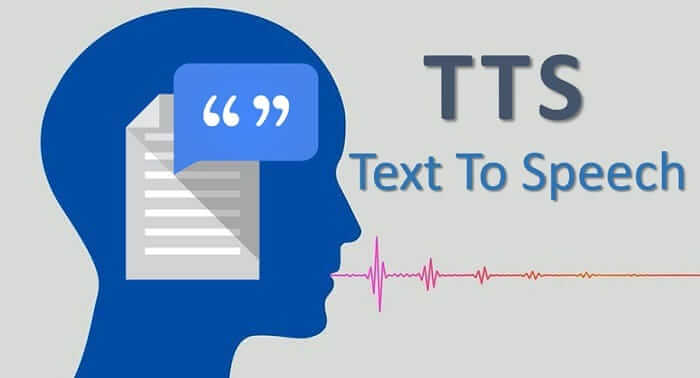 “ ”
TTS
Text To Speech